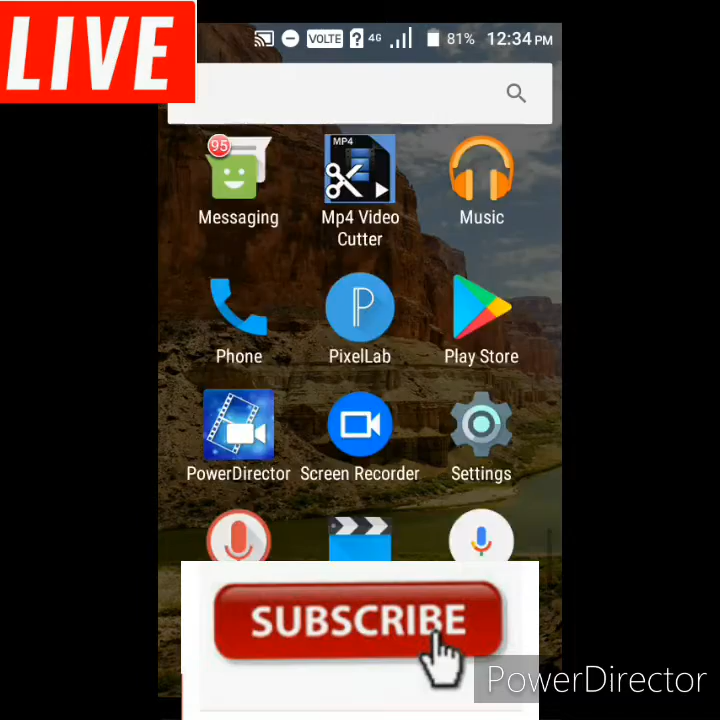 LIVE
VOLTE ? 4G 81% 12:34 PM
95
MP4
Messaging
Mp4 Video
Cutter
Music
P
Phone
PixelLab
Play Store
PowerDirector
Screen Recorder
Settings
SUBSCRIBE
PowerDirector